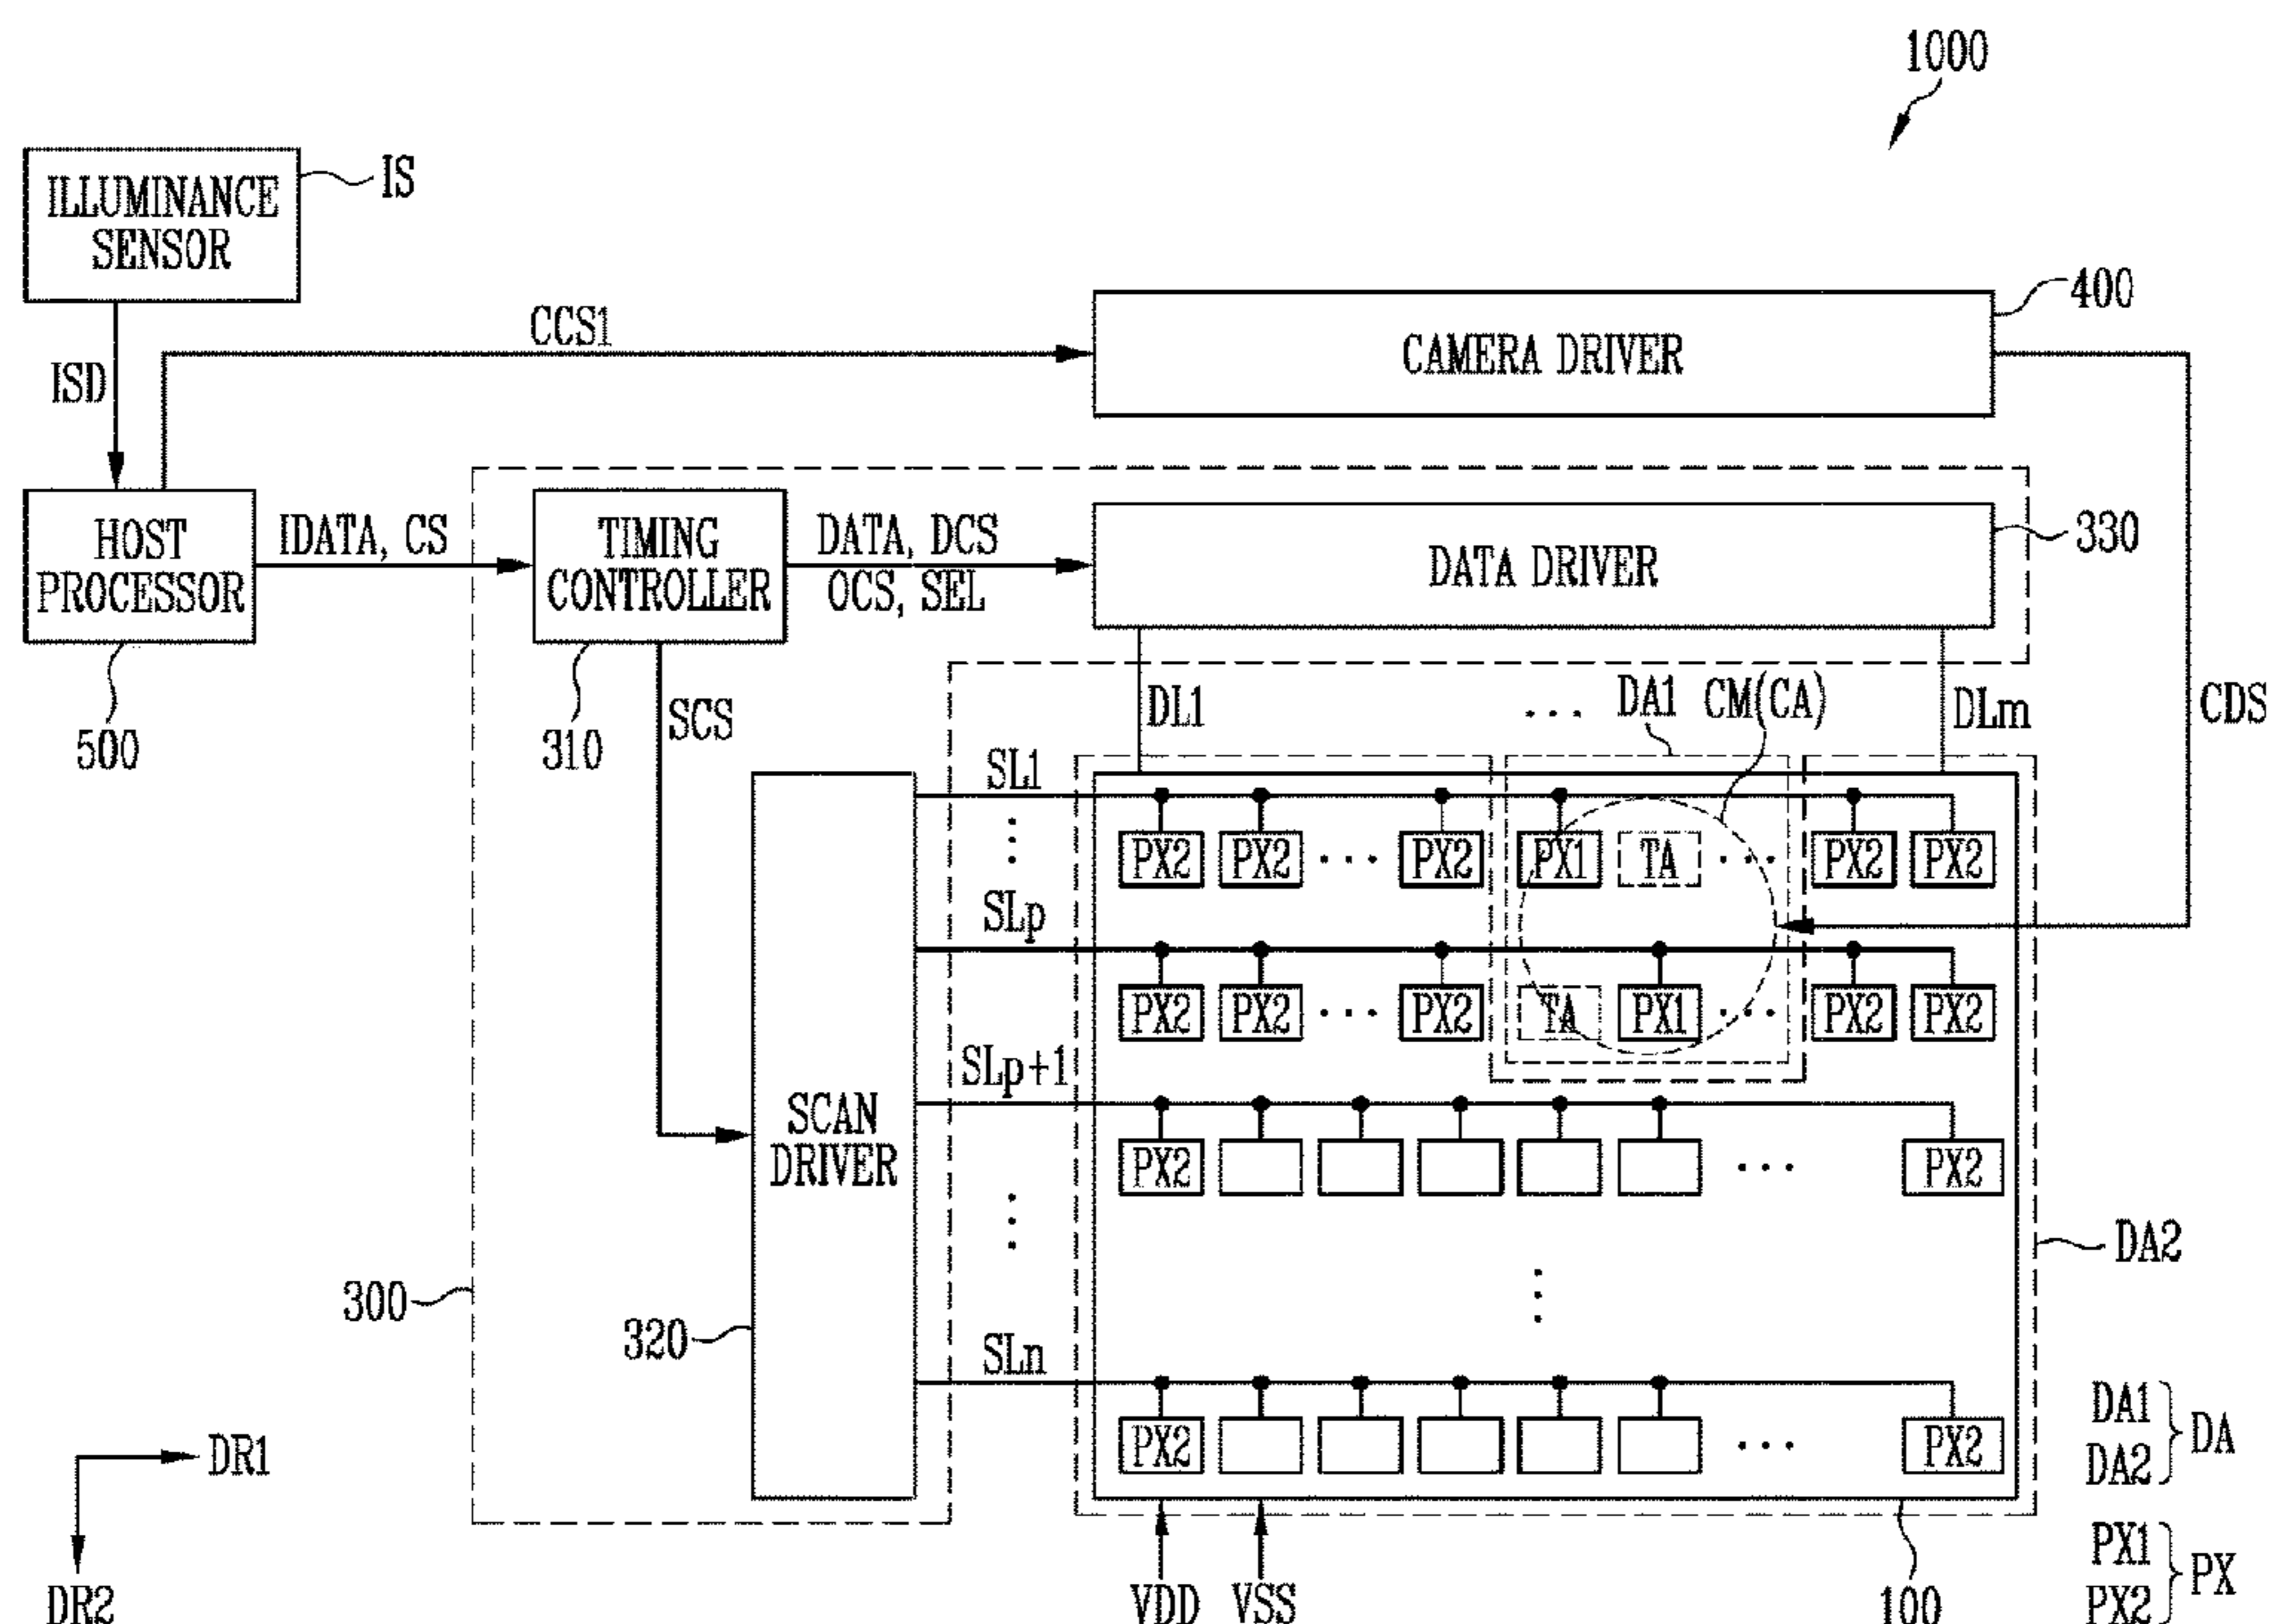 1000
ILLUMINANCE
SENSOR
IS
CCS1
400
CAMERA DRIVER
ISD
HOST
PROCESSOR
IDATA, CS
TIMING
CONTROLLER
DATA, DCS
OCS, SEL
DATA DRIVER
330
500
310
SCS
DL1
... DA1 CM(CA)
DLm
CDS
SL1
PX2 PX2 ... PX2 PX1 TA ... PX2 PX2
SLp
PX2 PX2 ... PX2 TA PX1 ... PX2 PX2
SLp+1
SCAN
DRIVER
PX2 ... PX2
DA2
300
320
SLn
PX2 ... PX2
DR1
DR2
VDD VSS
100
DA1
DA2
DA
PX1
PX2
PX